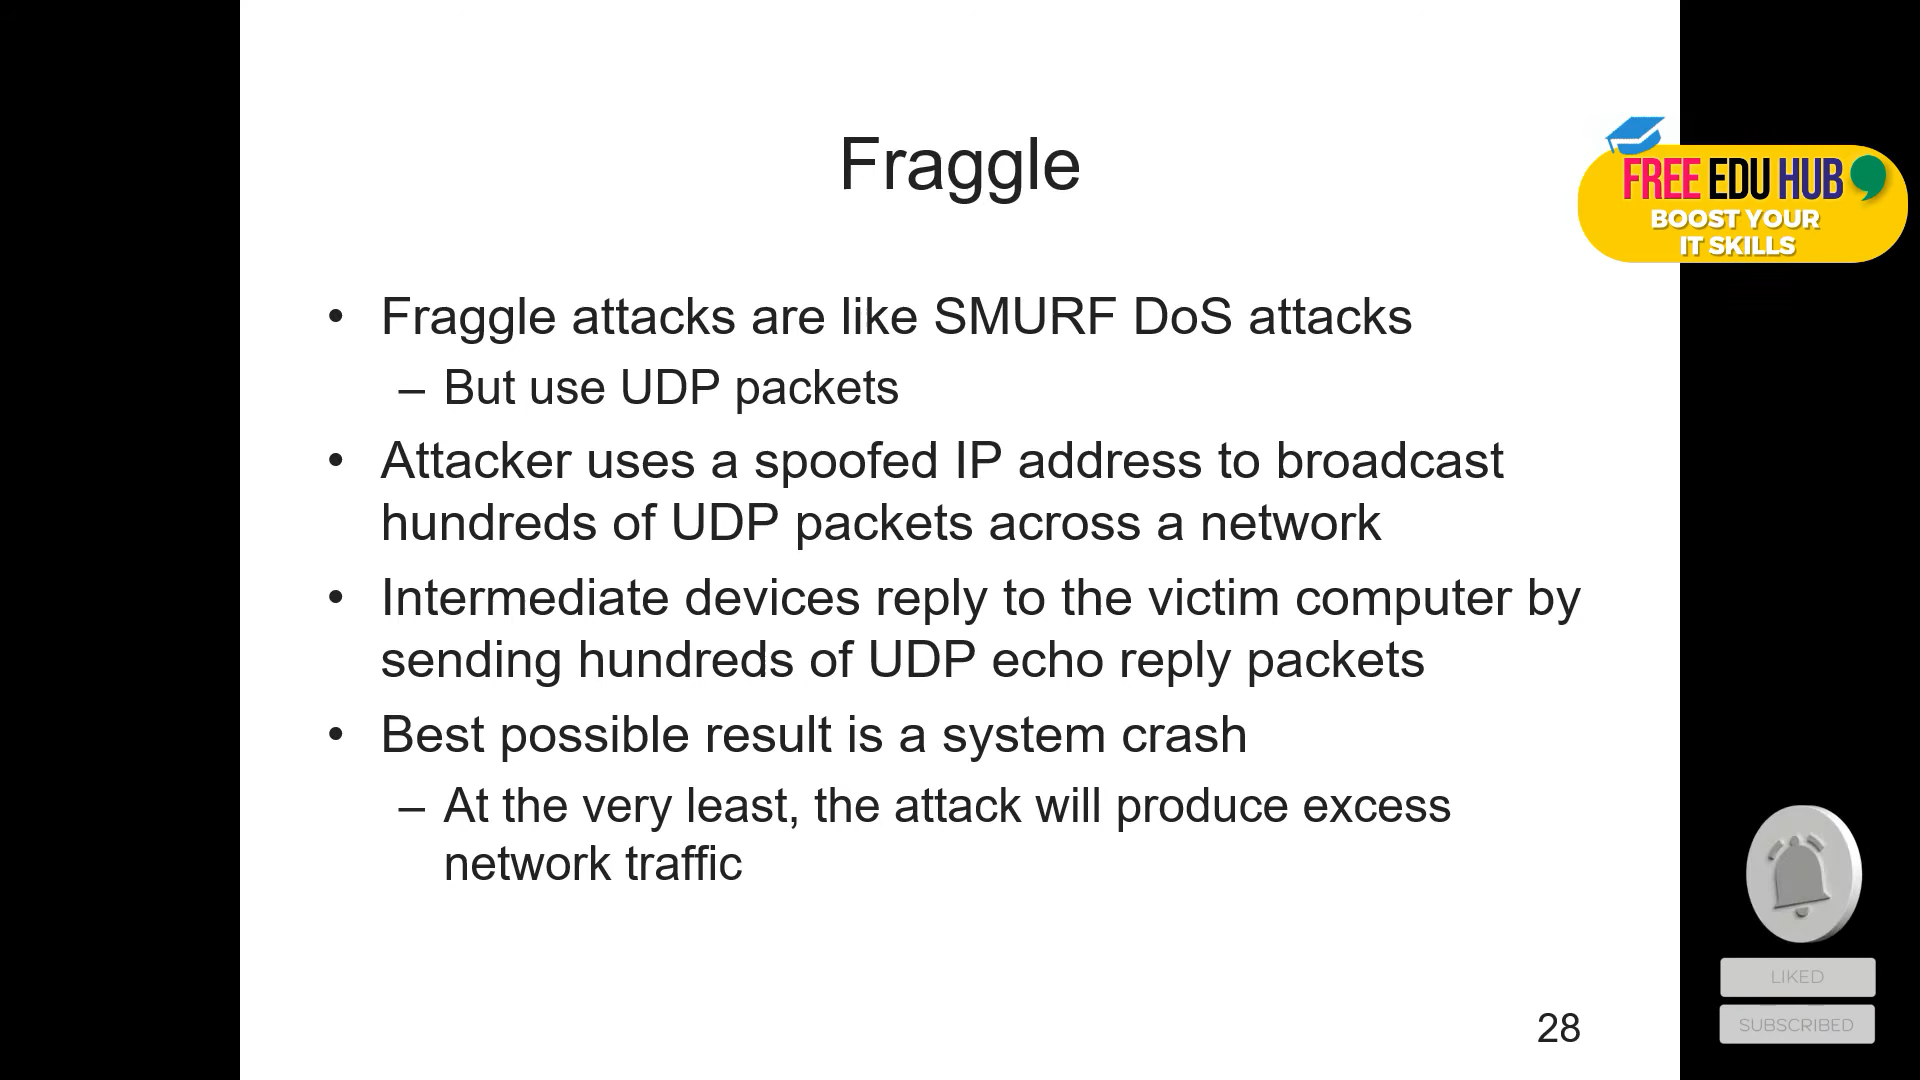 Fraggle
FREE EDU HUB
BOOST YOUR
IT SKILLS
• Fraggle attacks are like SMURF DoS attacks
– But use UDP packets
• Attacker uses a spoofed IP address to broadcast
hundreds of UDP packets across a network
• Intermediate devices reply to the victim computer by
sending hundreds of UDP echo reply packets
• Best possible result is a system crash
– At the very least, the attack will produce excess
network traffic
LIKED
SUBSCRIBED
28